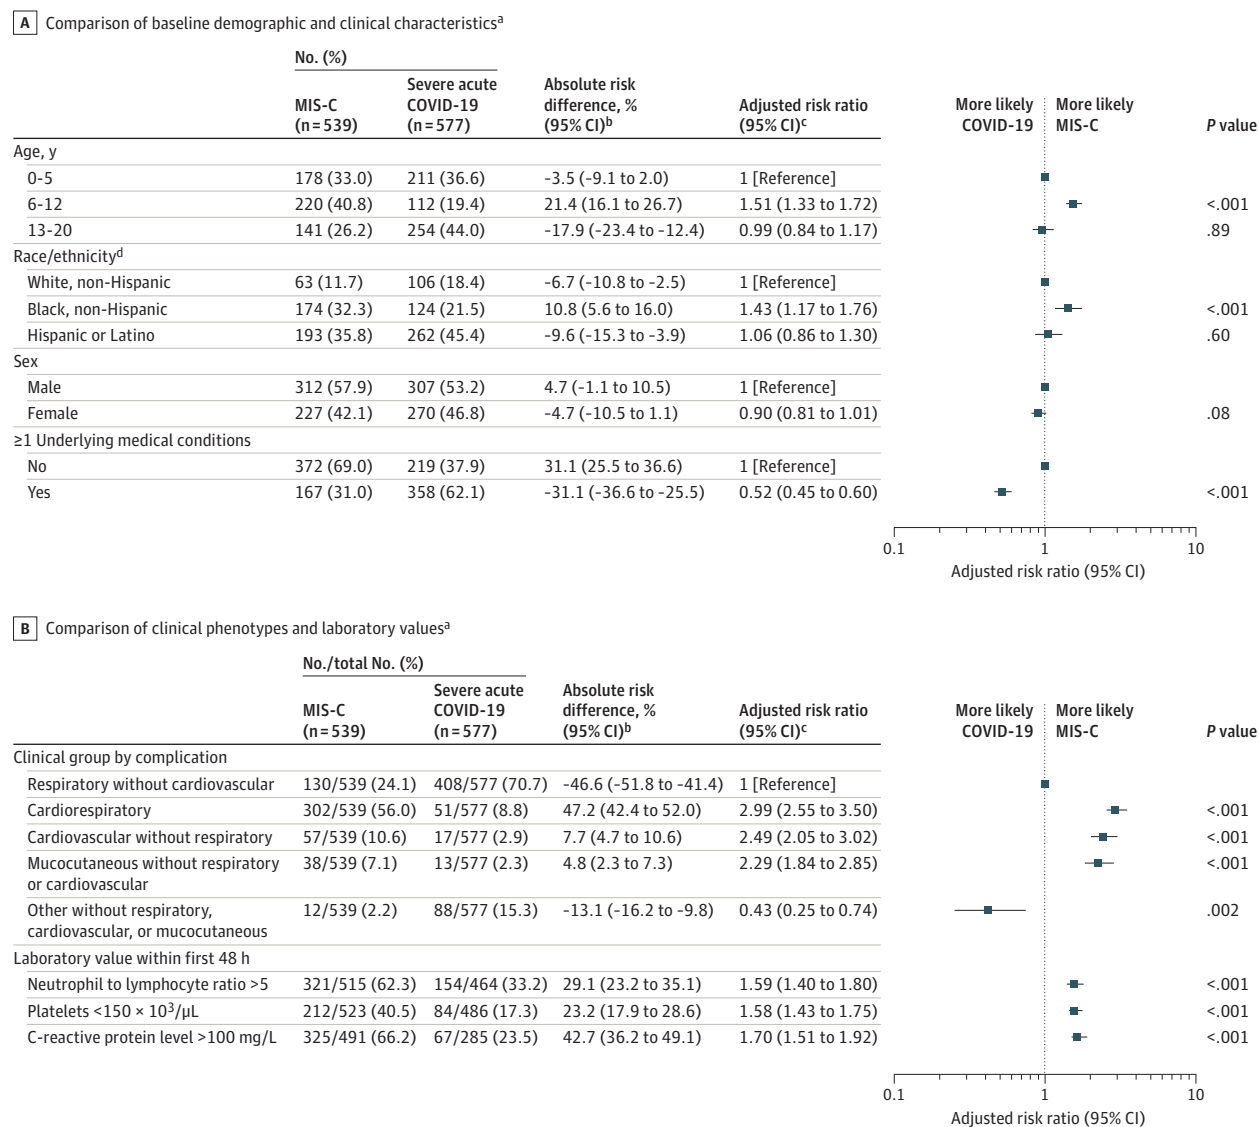 A Comparison of baseline demographic and clinical characteristicsᵃ
No. (%)
MIS-C (n = 539) Severe acute COVID-19 (n = 577) Absolute risk difference, % (95% CI)ᵇ Adjusted risk ratio (95% CI)ᶜ More likely COVID-19 More likely MIS-C P value
Age, y
0-5 178 (33.0) 211 (36.6) -3.5 (-9.1 to 2.0) 1 [Reference]
6-12 220 (40.8) 112 (19.4) 21.4 (16.1 to 26.7) 1.51 (1.33 to 1.72) <.001
13-20 141 (26.2) 254 (44.0) -17.9 (-23.4 to -12.4) 0.99 (0.84 to 1.17) .89
Race/ethnicityᵈ
White, non-Hispanic 63 (11.7) 106 (18.4) -6.7 (-10.8 to -2.5) 1 [Reference]
Black, non-Hispanic 174 (32.3) 124 (21.5) 10.8 (5.6 to 16.0) 1.43 (1.17 to 1.76) <.001
Hispanic or Latino 193 (35.8) 262 (45.4) -9.6 (-15.3 to -3.9) 1.06 (0.86 to 1.30) .60
Sex
Male 312 (57.9) 307 (53.2) 4.7 (-1.1 to 10.5) 1 [Reference]
Female 227 (42.1) 270 (46.8) -4.7 (-10.5 to 1.1) 0.90 (0.81 to 1.01) .08
≥1 Underlying medical conditions
No 372 (69.0) 219 (37.9) 31.1 (25.5 to 36.6) 1 [Reference]
Yes 167 (31.0) 358 (62.1) -31.1 (-36.6 to -25.5) 0.52 (0.45 to 0.60) <.001
0.1 1 10
Adjusted risk ratio (95% CI)
B Comparison of clinical phenotypes and laboratory valuesᵃ
No./total No. (%)
MIS-C (n = 539) Severe acute COVID-19 (n = 577) Absolute risk difference, % (95% CI)ᵇ Adjusted risk ratio (95% CI)ᶜ More likely COVID-19 More likely MIS-C P value
Clinical group by complication
Respiratory without cardiovascular 130/539 (24.1) 408/577 (70.7) -46.6 (-51.8 to -41.4) 1 [Reference]
Cardiorespiratory 302/539 (56.0) 51/577 (8.8) 47.2 (42.4 to 52.0) 2.99 (2.55 to 3.50) <.001
Cardiovascular without respiratory 57/539 (10.6) 17/577 (2.9) 7.7 (4.7 to 10.6) 2.49 (2.05 to 3.02) <.001
Mucocutaneous without respiratory 38/539 (7.1) 13/577 (2.3) 4.8 (2.3 to 7.3) 2.29 (1.84 to 2.85) <.001
or cardiovascular
Other without respiratory, 12/539 (2.2) 88/577 (15.3) -13.1 (-16.2 to -9.8) 0.43 (0.25 to 0.74) .002
cardiovascular, or mucocutaneous
Laboratory value within first 48 h
Neutrophil to lymphocyte ratio >5 321/515 (62.3) 154/464 (33.2) 29.1 (23.2 to 35.1) 1.59 (1.40 to 1.80) <.001
Platelets <150 × 10³/μL 212/523 (40.5) 84/486 (17.3) 23.2 (17.9 to 28.6) 1.58 (1.43 to 1.75) <.001
C-reactive protein level >100 mg/L 325/491 (66.2) 67/285 (23.5) 42.7 (36.2 to 49.1) 1.70 (1.51 to 1.92) <.001
0.1 1 10
Adjusted risk ratio (95% CI)